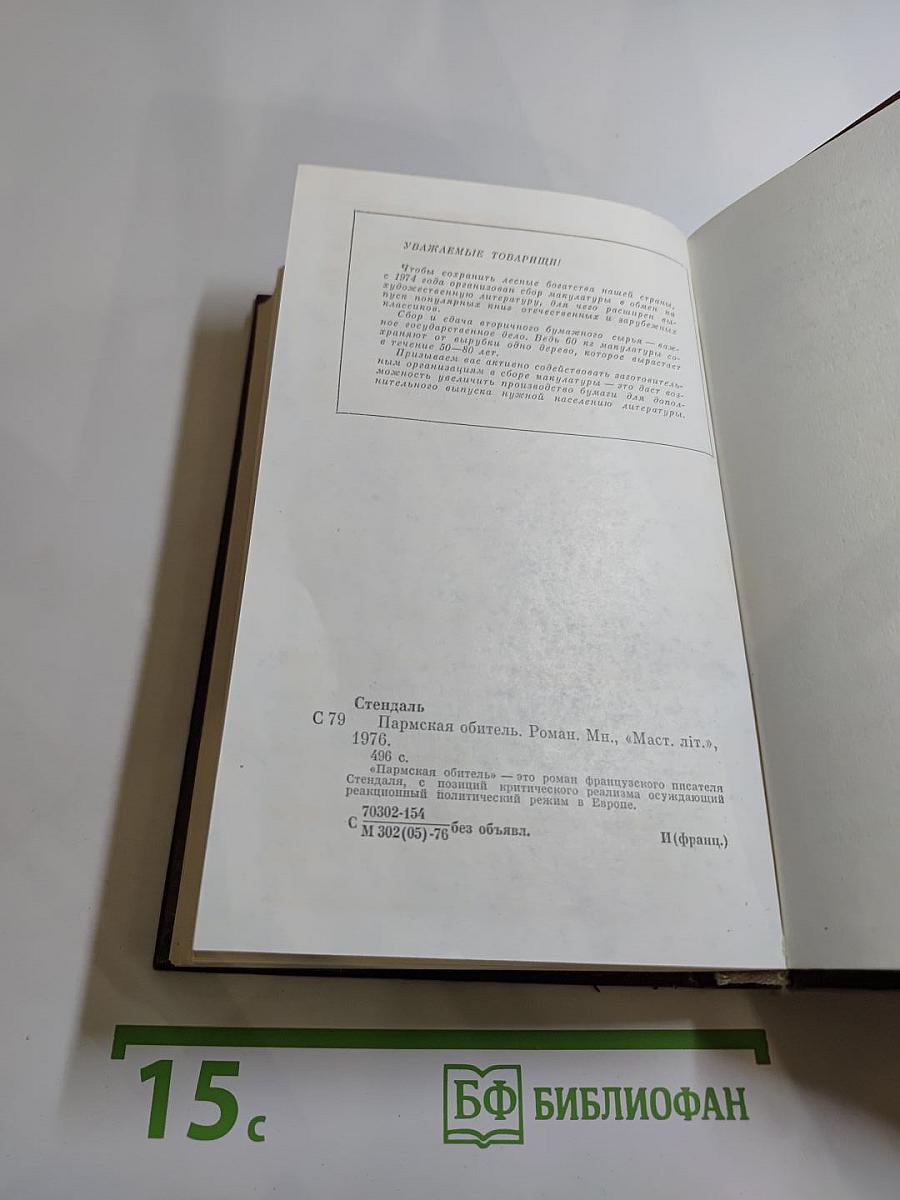 УВАЖАЕМЫЕ ТОВАРИЩИ!
Чтобы сохранить лесные богатства нашей страны,
с 1974 года организован сбор макулатуры в обмен на
художественную литературу, для чего расширен вы-
пуск популярных книг отечественных и зарубежных
классиков.
Сбор и сдача вторичного бумажного сырья — важ-
ное государственное дело. Ведь 60 кг макулатуры со-
храняют от вырубки одно дерево, которое вырастает
в течение 50—80 лет.
Призываем вас активно содействовать заготовитель-
ным организациям в сборе макулатуры — это даст воз-
можность увеличить производство бумаги для допол-
нительного выпуска нужной населению литературы.
Стендаль
С 79 Пармская обитель. Роман. Мн., «Маст. літ.»,
1976.
496 с.
«Пармская обитель» — это роман французского писателя
Стендаля, с позиций критического реализма осуждающий
реакционный политический режим в Европе.
С 70302-154
М 302(05)-76 без объявл. И(франц.)
15 с
БФ БИБЛИОФАН